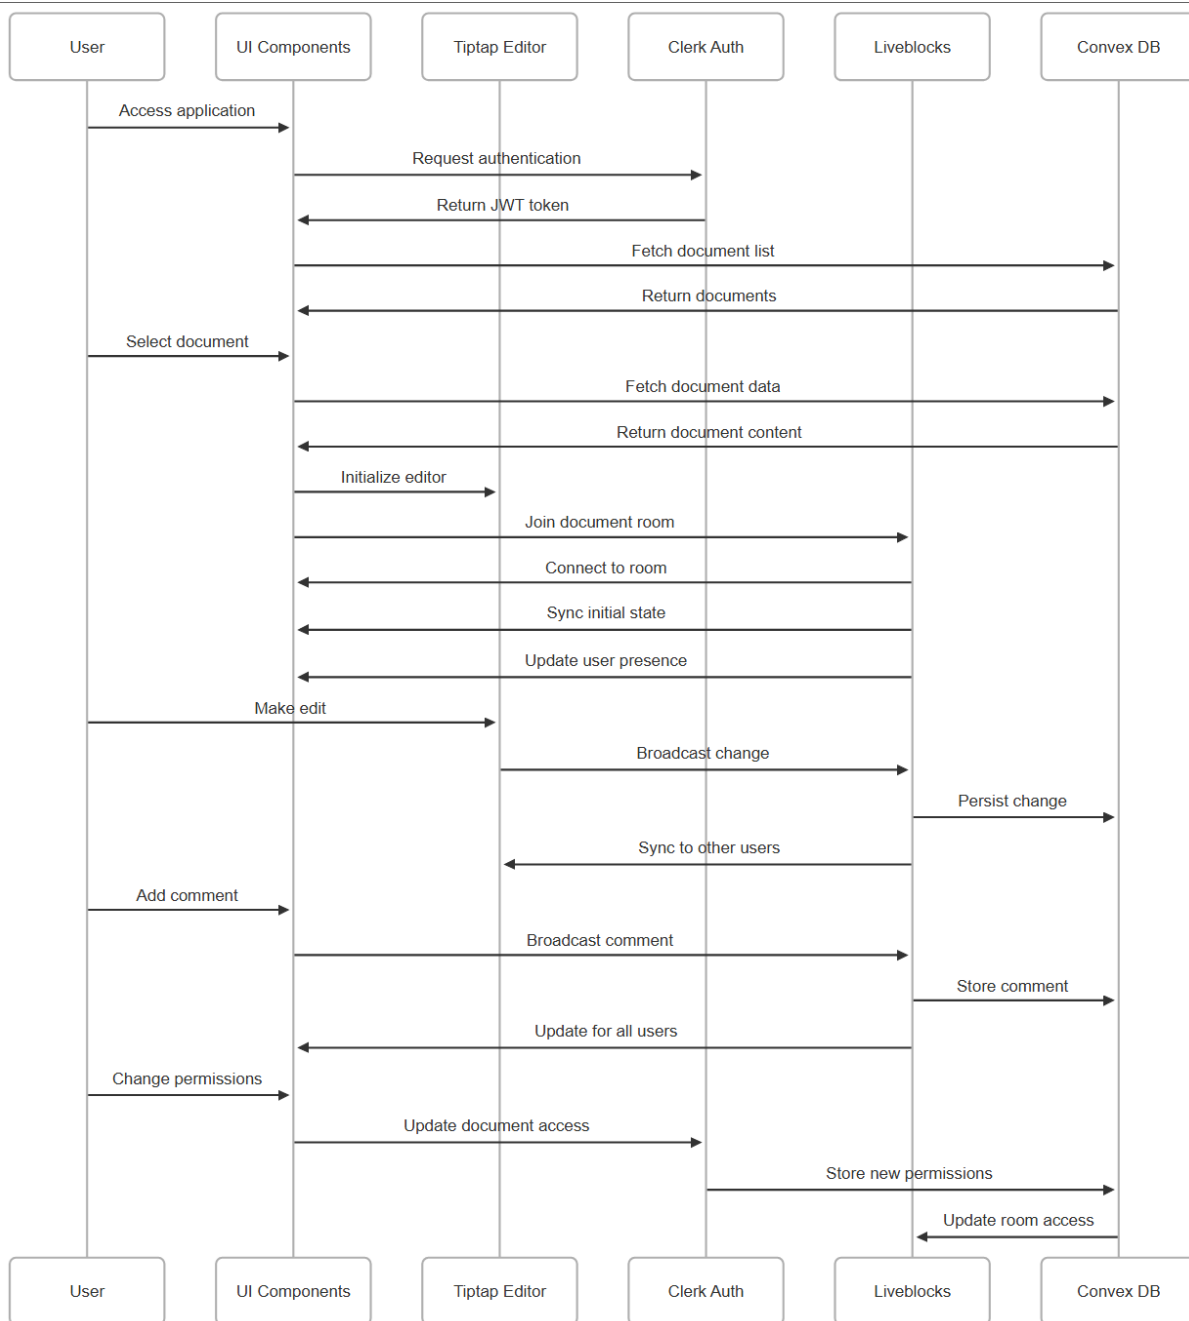 User
UI Components
Tiptap Editor
Clerk Auth
Liveblocks
Convex DB
Access application
Request authentication
Return JWT token
Fetch document list
Return documents
Select document
Fetch document data
Return document content
Initialize editor
Join document room
Connect to room
Sync initial state
Update user presence
Make edit
Broadcast change
Persist change
Sync to other users
Add comment
Broadcast comment
Store comment
Update for all users
Change permissions
Update document access
Store new permissions
Update room access
User
UI Components
Tiptap Editor
Clerk Auth
Liveblocks
Convex DB